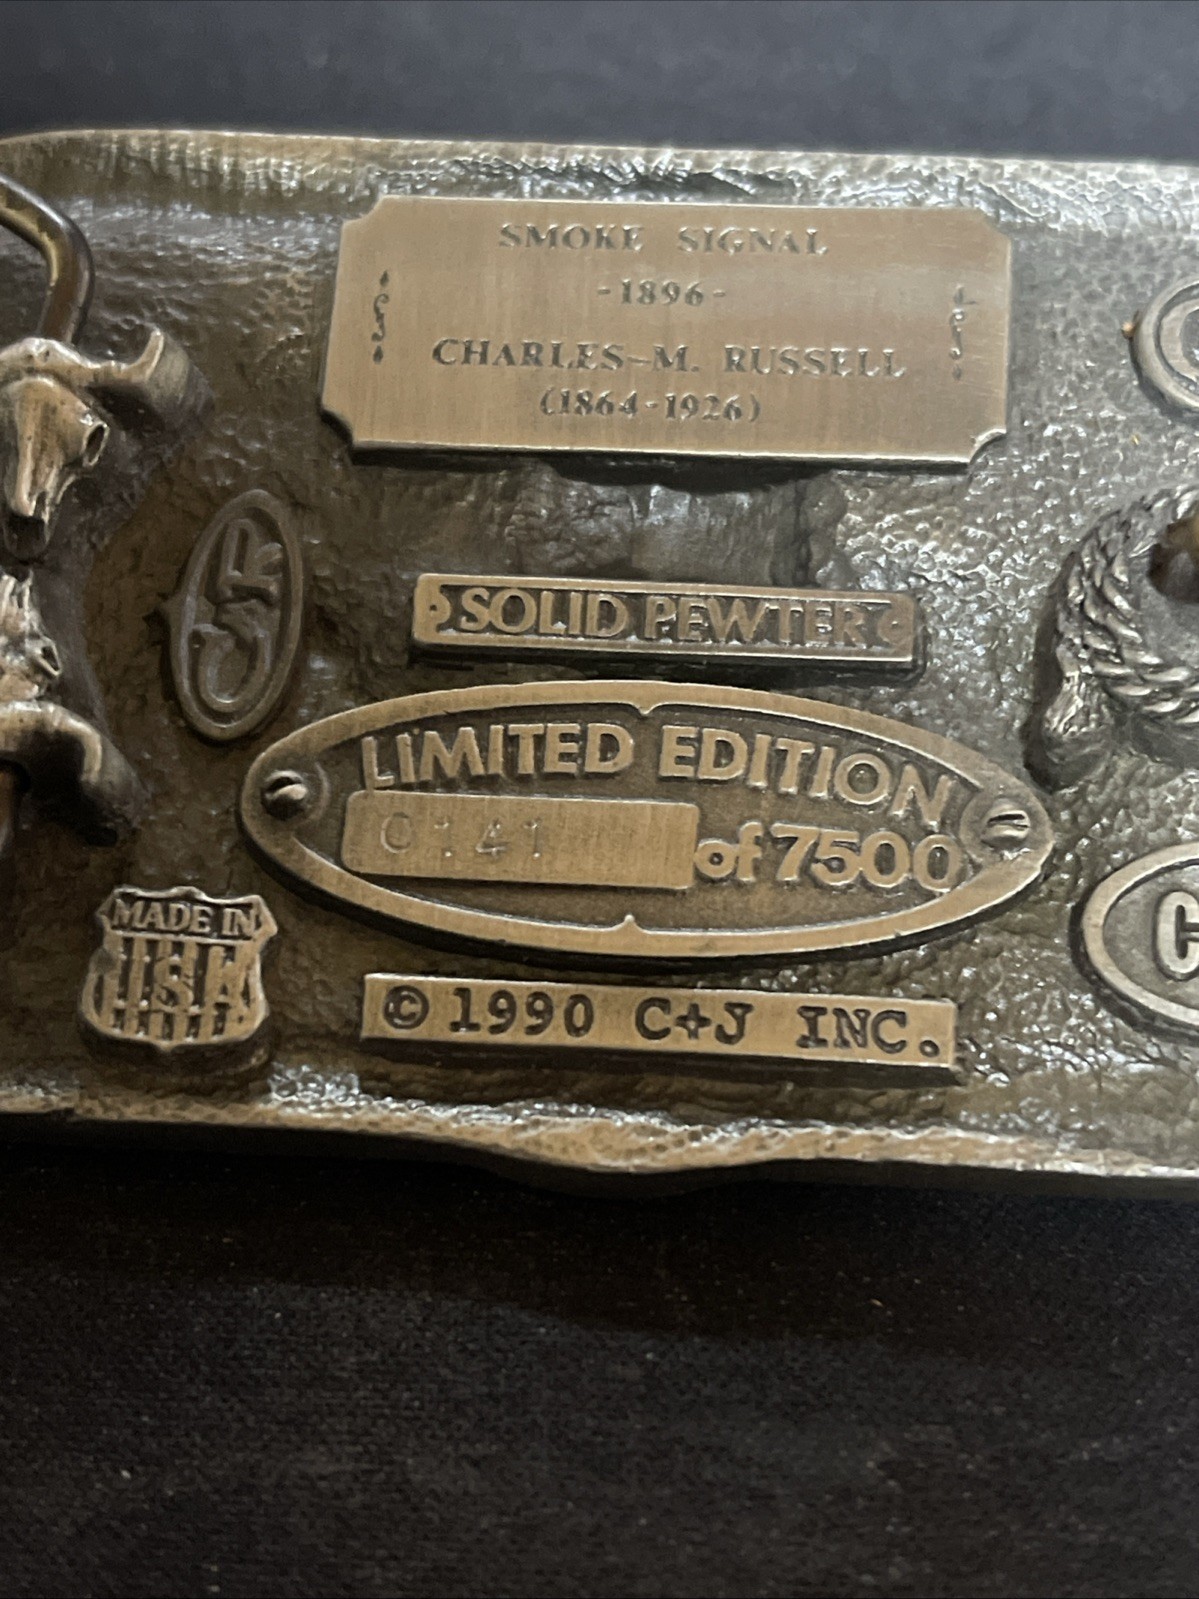 SMOKE SIGNAL
-1896-
CHARLES-M. RUSSELL
(1864-1926)
SOLID PEWTER
LIMITED EDITION
0141 of 7500
MADE IN
USA
© 1990 C+J INC.